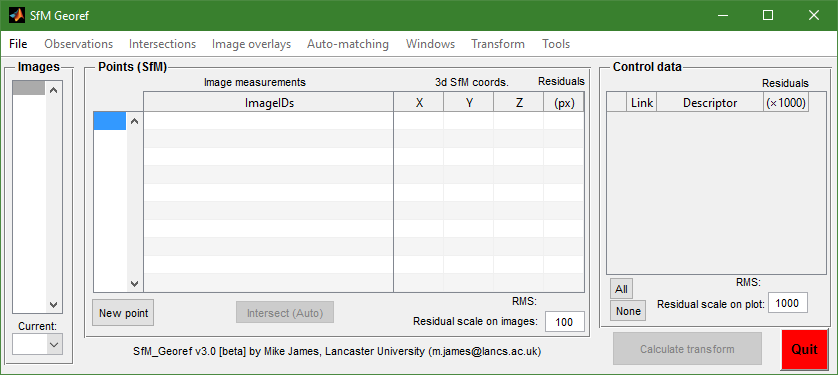 SfM Georef
File Observations Intersections Image overlays Auto-matching Windows Transform Tools
Images
Current:
Points (SfM)
Image measurements 3d SfM coords. Residuals
ImageIDs X Y Z (px)
New point
Intersect (Auto)
RMS:
Residual scale on images: 100
Control data
Residuals
Link Descriptor (×1000)
All
None
RMS:
Residual scale on plot: 1000
SfM_Georef v3.0 [beta] by Mike James, Lancaster University (m.james@lancs.ac.uk)
Calculate transform
Quit